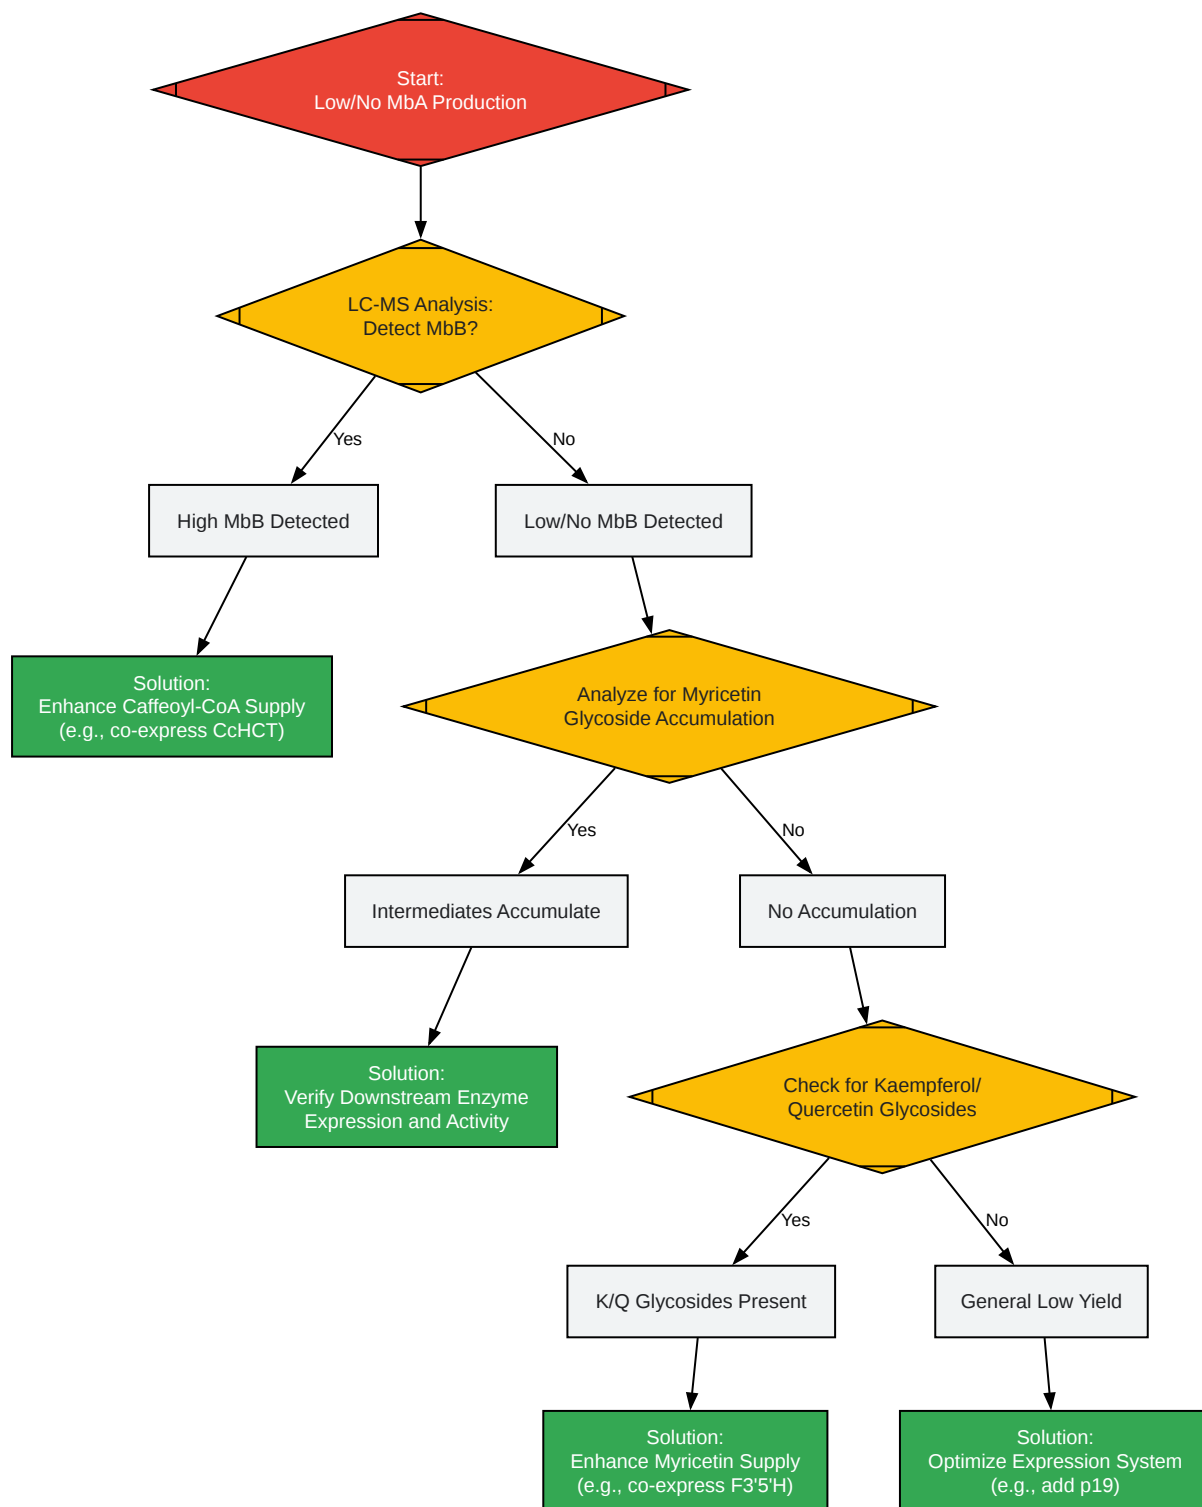 Start:
Low/No MbA Production
LC-MS Analysis:
Detect MbB?
Yes
No
High MbB Detected
Low/No MbB Detected
Solution:
Enhance Caffeoyl-CoA Supply
(e.g., co-express CcHCT)
Analyze for Myricetin
Glycoside Accumulation
Yes
No
Intermediates Accumulate
No Accumulation
Solution:
Verify Downstream Enzyme
Expression and Activity
Check for Kaempferol/
Quercetin Glycosides
Yes
No
K/Q Glycosides Present
General Low Yield
Solution:
Enhance Myricetin Supply
(e.g., co-express F3'5'H)
Solution:
Optimize Expression System
(e.g., add p19)